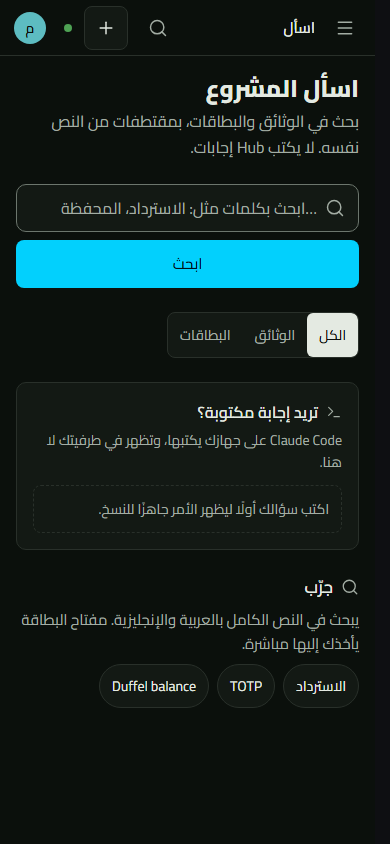 اسأل
م
اسأل المشروع
بحث في الوثائق والبطاقات، بمقتطفات من النص
نفسه. لا يكتب Hub إجابات.
ابحث بكلمات مثل: الاسترداد، المحفظة...
ابحث
الكل
الوثائق
البطاقات
تريد إجابة مكتوبة؟
Claude Code على جهازك يكتبها، وتظهر في طرفيتك لا
هنا.
اكتب سؤالك أولًا ليظهر الأمر جاهزًا للنسخ.
جرّب
يبحث في النص الكامل بالعربية والإنجليزية. مفتاح البطاقة
يأخذك إليها مباشرة.
الاسترداد
TOTP
Duffel balance